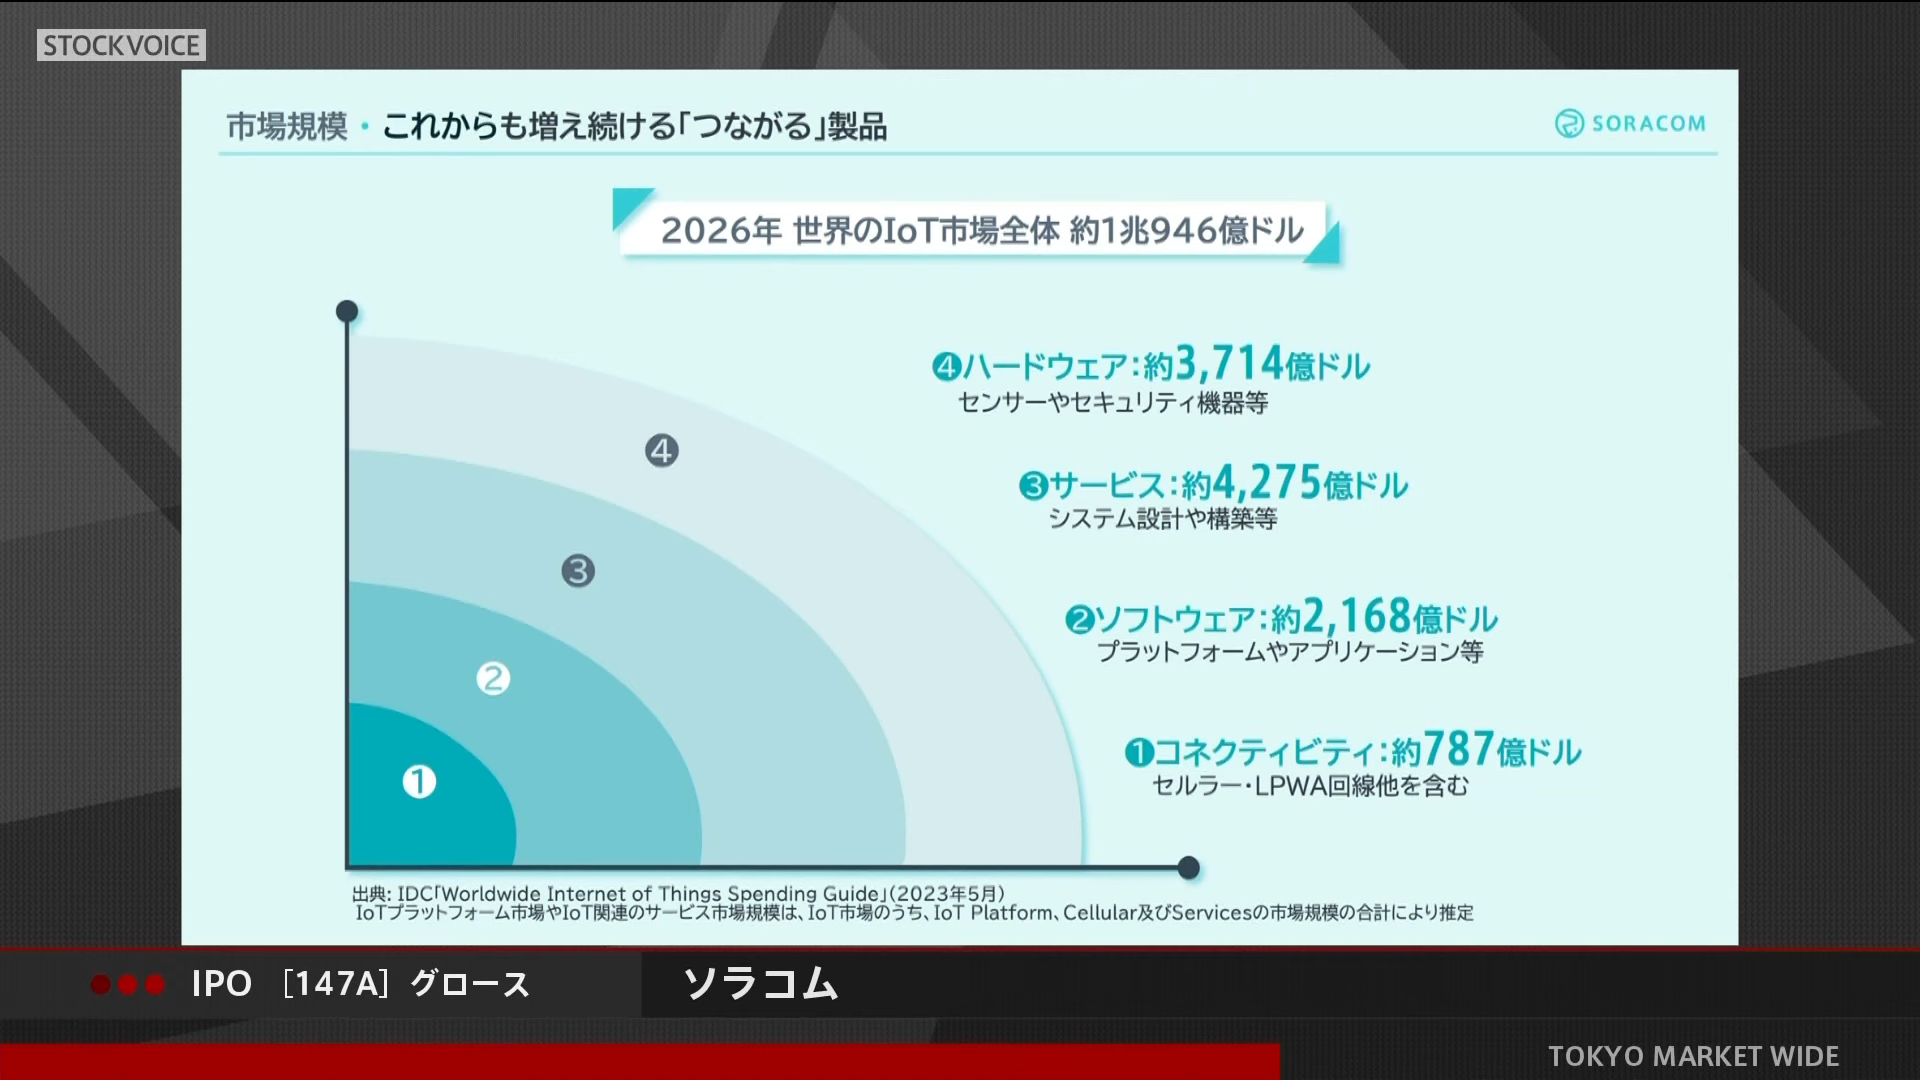 STOCKVOICE
市場規模・これからも増え続ける「つながる」製品
SORACOM
2026年 世界のIoT市場全体 約1兆946億ドル
❹ハードウェア:約3,714億ドル
センサーやセキュリティ機器等
❹
❸サービス:約4,275億ドル
システム設計や構築等
❸
❷ソフトウェア:約2,168億ドル
プラットフォームやアプリケーション等
❷
❶コネクティビティ:約787億ドル
セルラー・LPWA回線他を含む
❶
出典: IDC「Worldwide Internet of Things Spending Guide」(2023年5月)
IoTプラットフォーム市場やIoT関連のサービス市場規模は、IoT市場のうち、IoT Platform、Cellular及びServicesの市場規模の合計により推定
IPO [147A] グロース
ソラコム
TOKYO MARKET WIDE